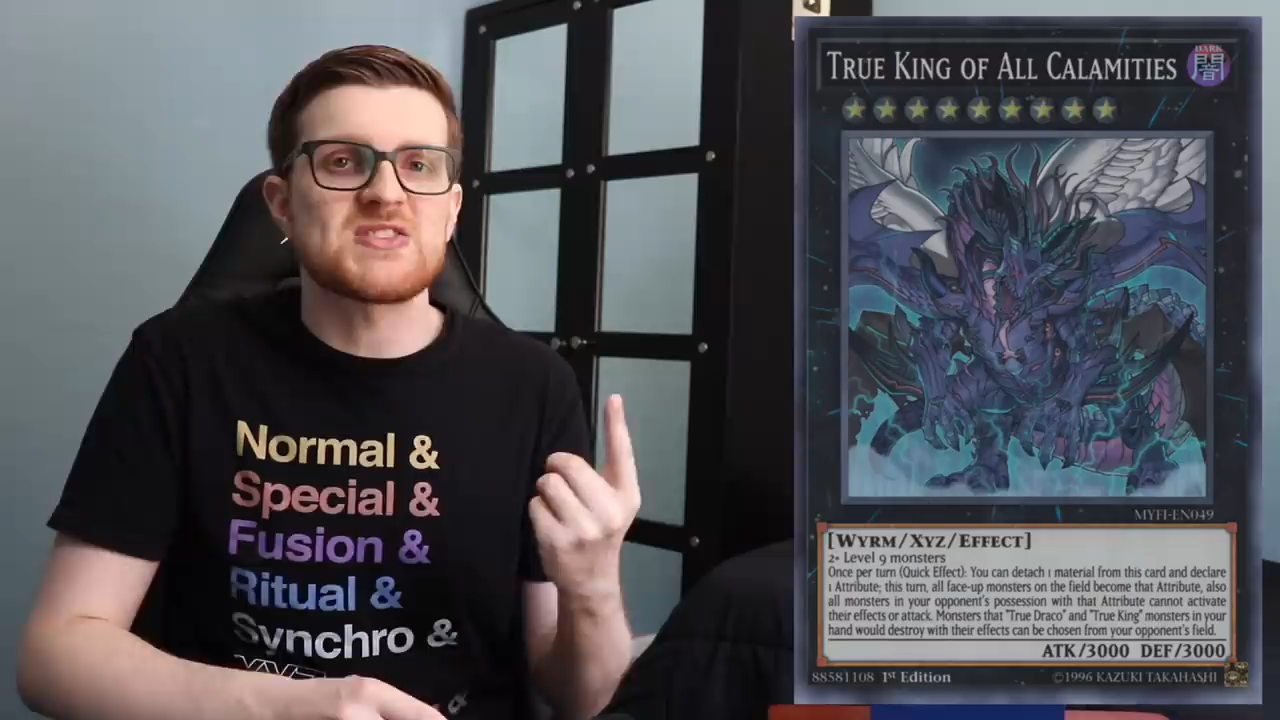 Normal &
Special &
Fusion &
Ritual &
Synchro &
TRUE KING OF ALL CALAMITIES
DARK
闇
MYFI-EN049
[WYRM/XYZ/EFFECT]
2+ Level 9 monsters
Once per turn (Quick Effect): You can detach 1 material from this card and declare
1 Attribute; this turn, all face-up monsters on the field become that Attribute, also
all monsters in your opponent's possession with that Attribute cannot activate
their effects or attack. Monsters that "True Draco" and "True King" monsters in your
hand would destroy with their effects can be chosen from your opponent's field.
ATK/3000 DEF/3000
88581108 1st Edition
©1996 KAZUKI TAKAHASHI